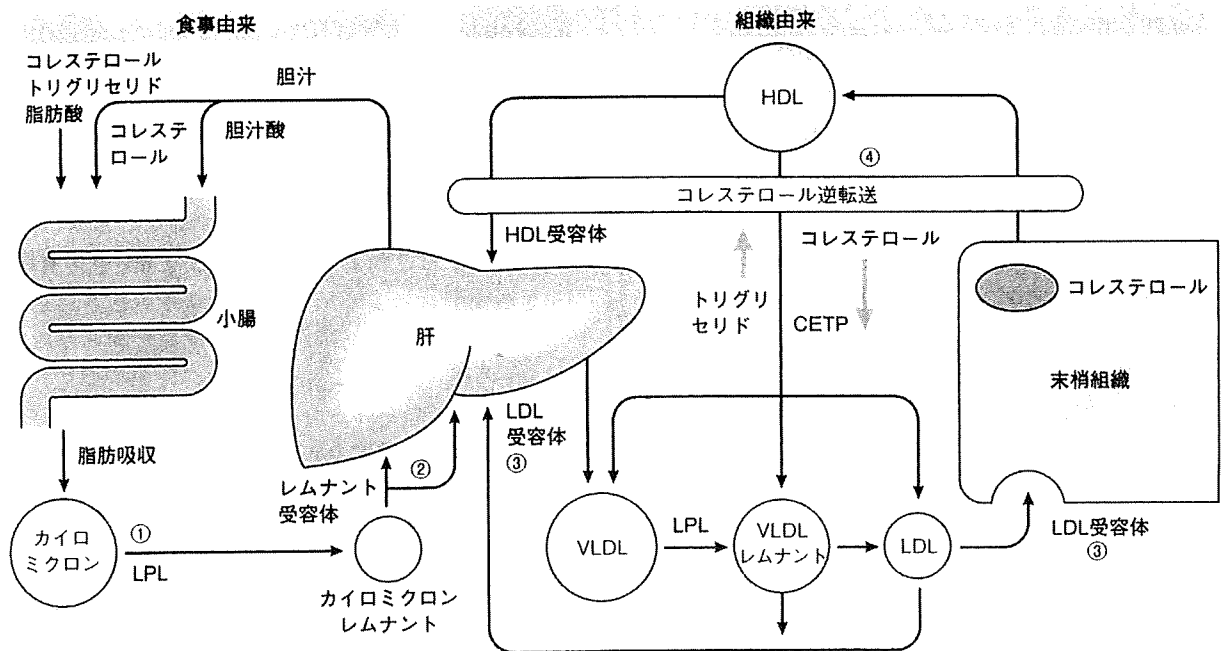 食事由来
組織由来
コレステロール
トリグリセリド
脂肪酸
胆汁
コレステ
ロール
胆汁酸
HDL
④
コレステロール逆転送
HDL受容体
コレステロール
トリグリ
セリド
CETP
コレステロール
末梢組織
小腸
肝
LDL
受容体
③
脂肪吸収
②
レムナント
受容体
カイロ
ミクロン
①
LPL
カイロミクロン
レムナント
VLDL
LPL
VLDL
レムナント
LDL
LDL受容体
③